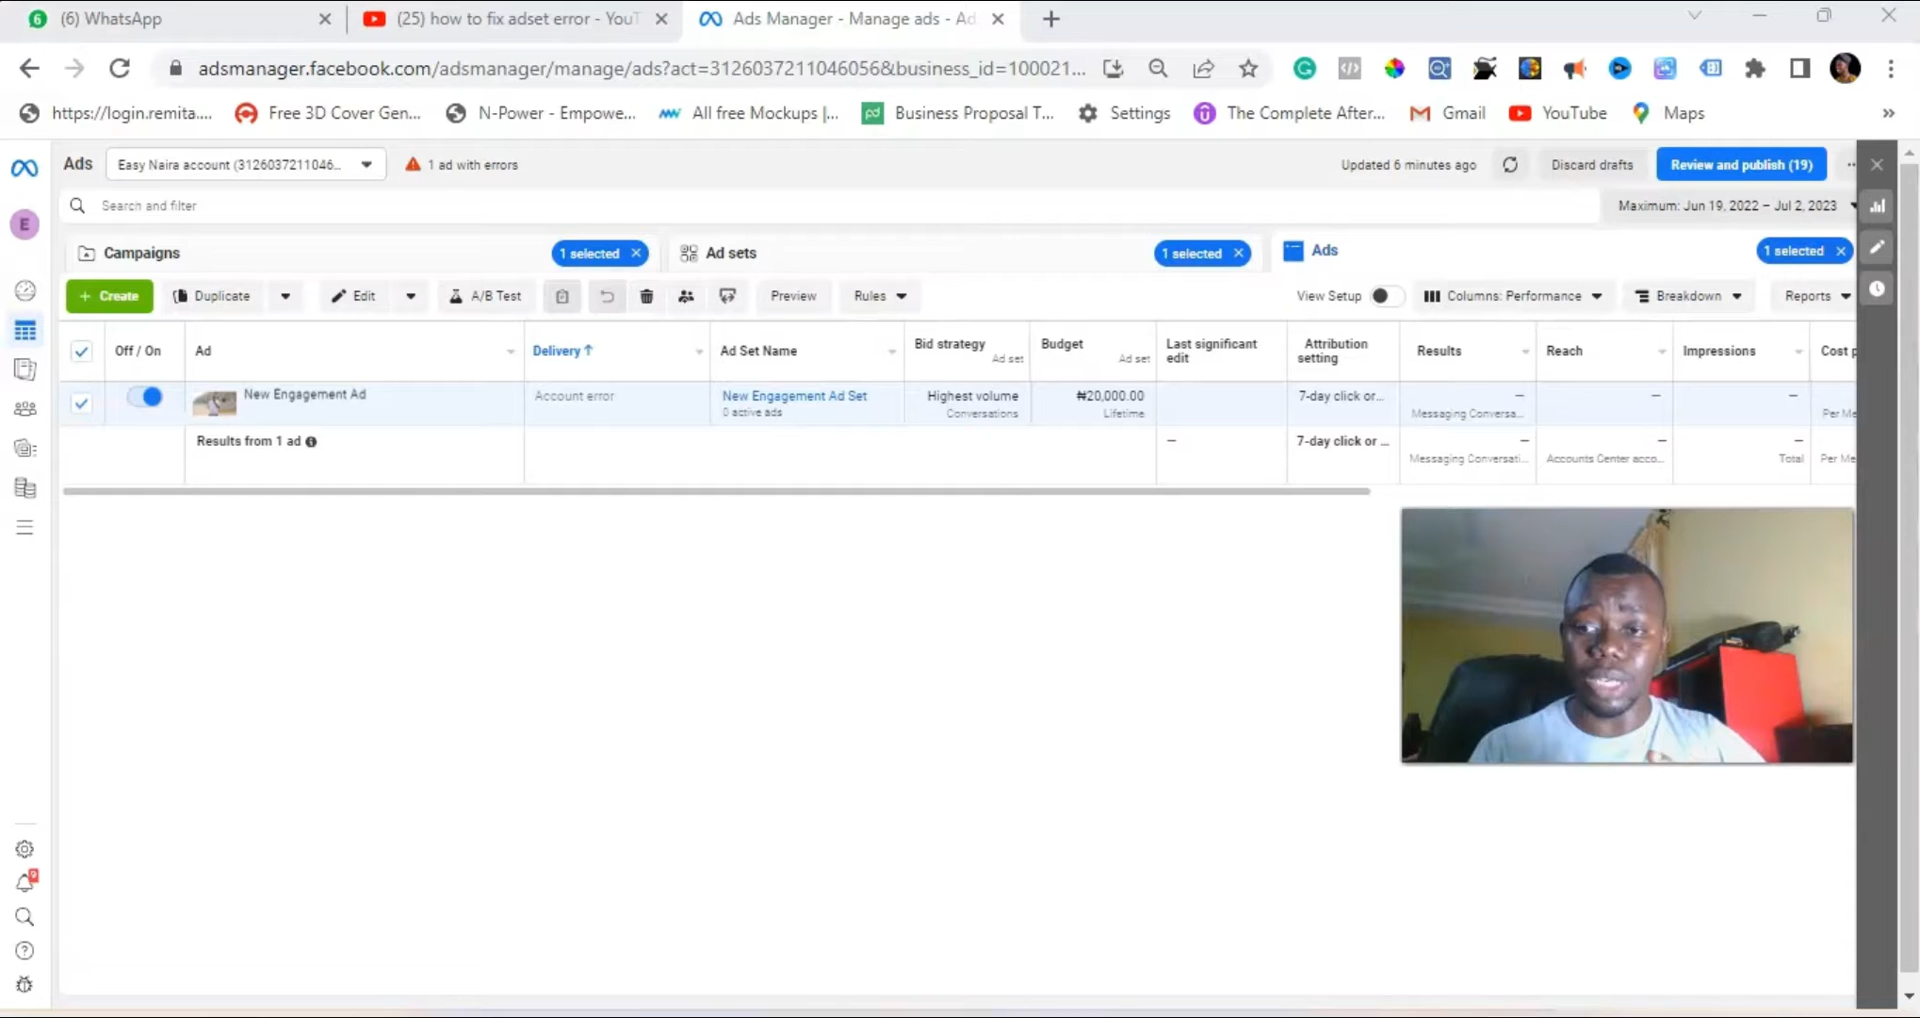 6
(6) WhatsApp
(25) how to fix adset error - YouT
Ads Manager - Manage ads - Ad
adsmanager.facebook.com/adsmanager/manage/ads?act=3126037211046056&business_id=100021...
https://login.remita....
Free 3D Cover Gen...
N-Power - Empowe...
All free Mockups |...
pd
Business Proposal T...
Settings
The Complete After...
Gmail
YouTube
Maps
»
Ads
Easy Naira account (3126037211046...
1 ad with errors
Updated 6 minutes ago
Discard drafts
Review and publish (19)
E
Search and filter
Maximum: Jun 19, 2022 – Jul 2, 2023
Campaigns
1 selected
Ad sets
1 selected
Ads
1 selected
+ Create
Duplicate
Edit
A/B Test
Preview
Rules
View Setup
Columns: Performance
Breakdown
Reports
Off / On
Ad
Delivery ↑
Ad Set Name
Bid strategy
Ad set
Budget
Ad set
Last significant
edit
Attribution
setting
Results
Reach
Impressions
Cost p
New Engagement Ad
Account error
New Engagement Ad Set
0 active ads
Highest volume
Conversations
₦20,000.00
Lifetime
7-day click or...
—
Messaging Conversa...
—
—
Per Me
Results from 1 ad
—
7-day click or ...
—
Messaging Conversati...
—
Accounts Center acco...
—
Total
Per Me